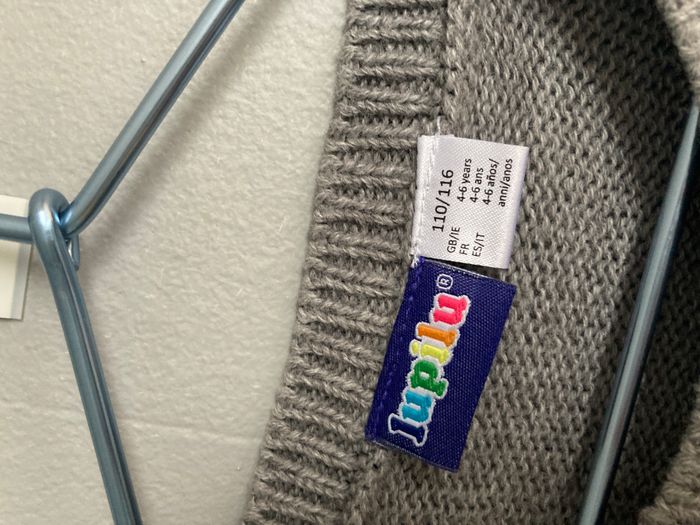 110/116
GB/IE 4-6 years
FR 4-6 ans
ES/IT 4-6 años/
anni/anos
lupilu®